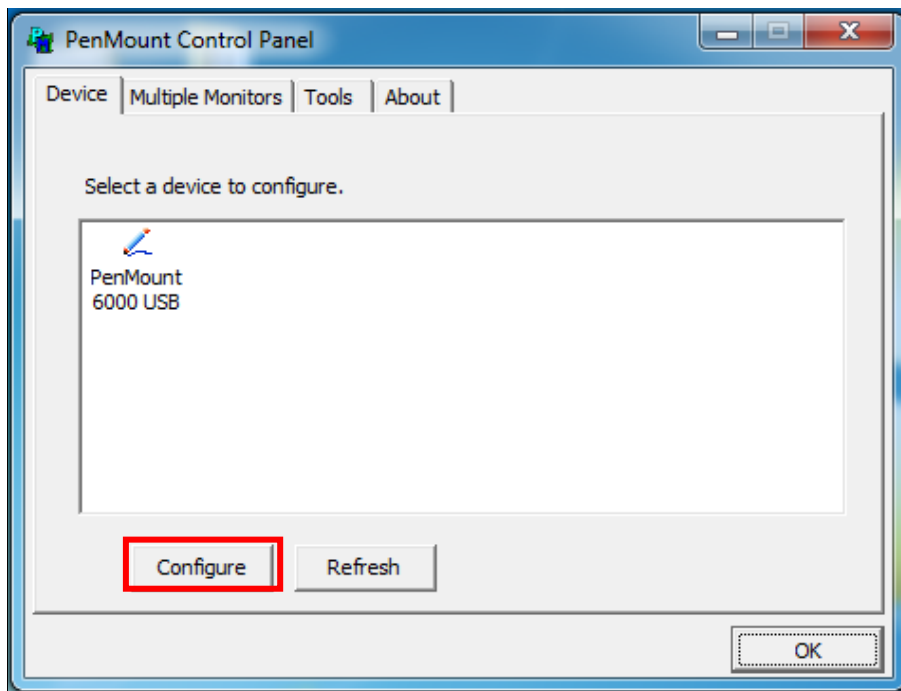 PenMount Control Panel
Device Multiple Monitors Tools About
Select a device to configure.
PenMount
6000 USB
Configure Refresh
OK